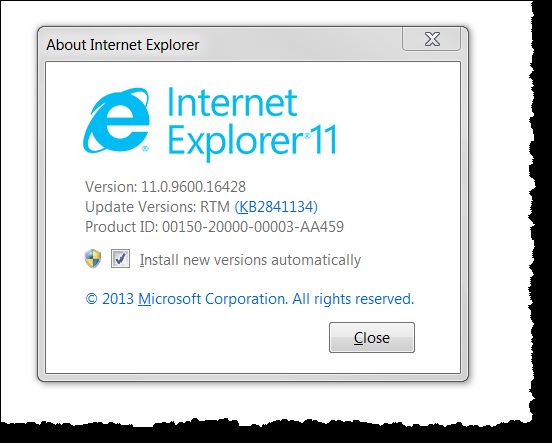 About Internet Explorer
Internet
Explorer®11
Version: 11.0.9600.16428
Update Versions: RTM (KB2841134)
Product ID: 00150-20000-00003-AA459
Install new versions automatically
© 2013 Microsoft Corporation. All rights reserved.
Close